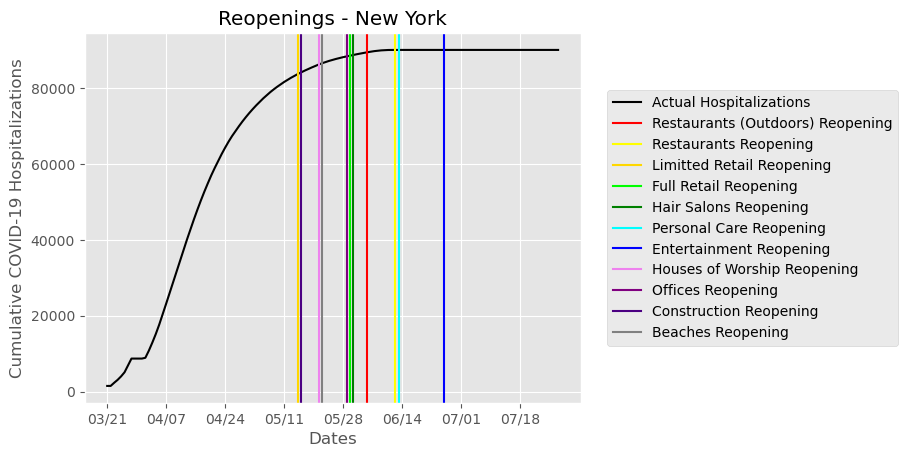 Reopenings - New York
Cumulative COVID-19 Hospitalizations
80000
60000
40000
20000
0
03/21
04/07
04/24
05/11
05/28
06/14
07/01
07/18
Dates
Actual Hospitalizations
Restaurants (Outdoors) Reopening
Restaurants Reopening
Limitted Retail Reopening
Full Retail Reopening
Hair Salons Reopening
Personal Care Reopening
Entertainment Reopening
Houses of Worship Reopening
Offices Reopening
Construction Reopening
Beaches Reopening